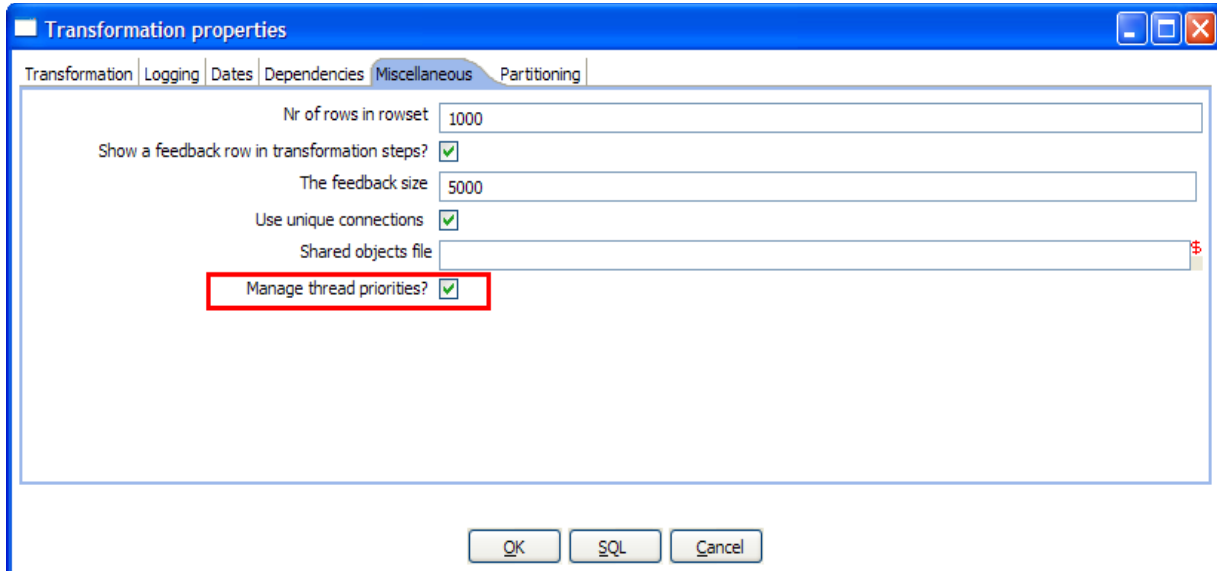 Transformation properties
Transformation Logging Dates Dependencies Miscellaneous Partitioning
Nr of rows in rowset 1000
Show a feedback row in transformation steps?
The feedback size 5000
Use unique connections
Shared objects file $
Manage thread priorities?
OK SQL Cancel